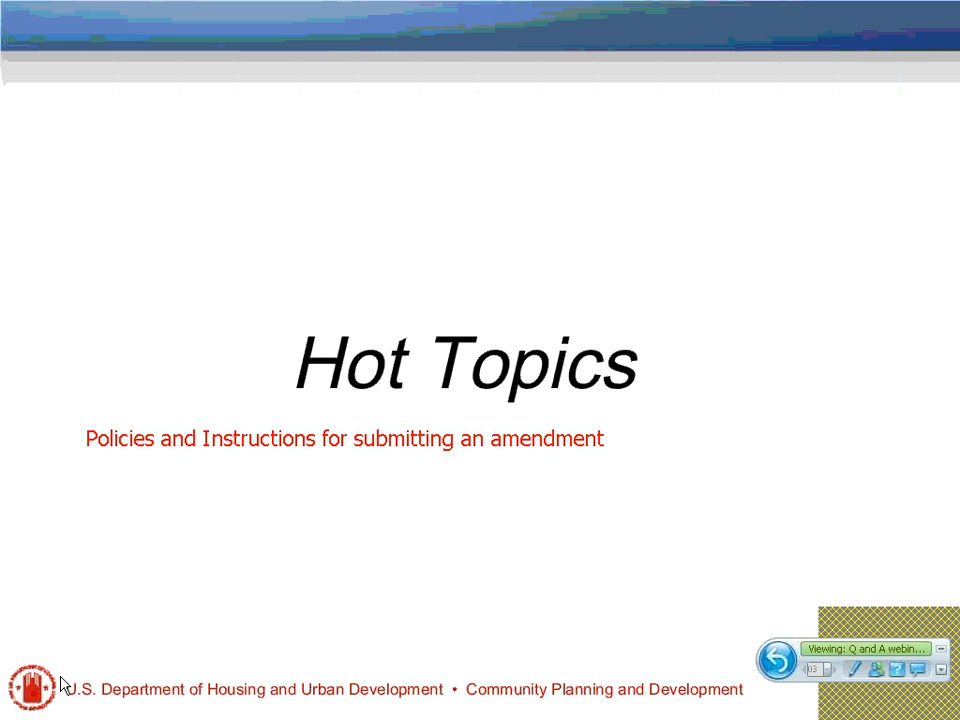 Hot Topics
Policies and Instructions for submitting an amendment
Viewing: Q and A webin...
03
U.S. Department of Housing and Urban Development • Community Planning and Development